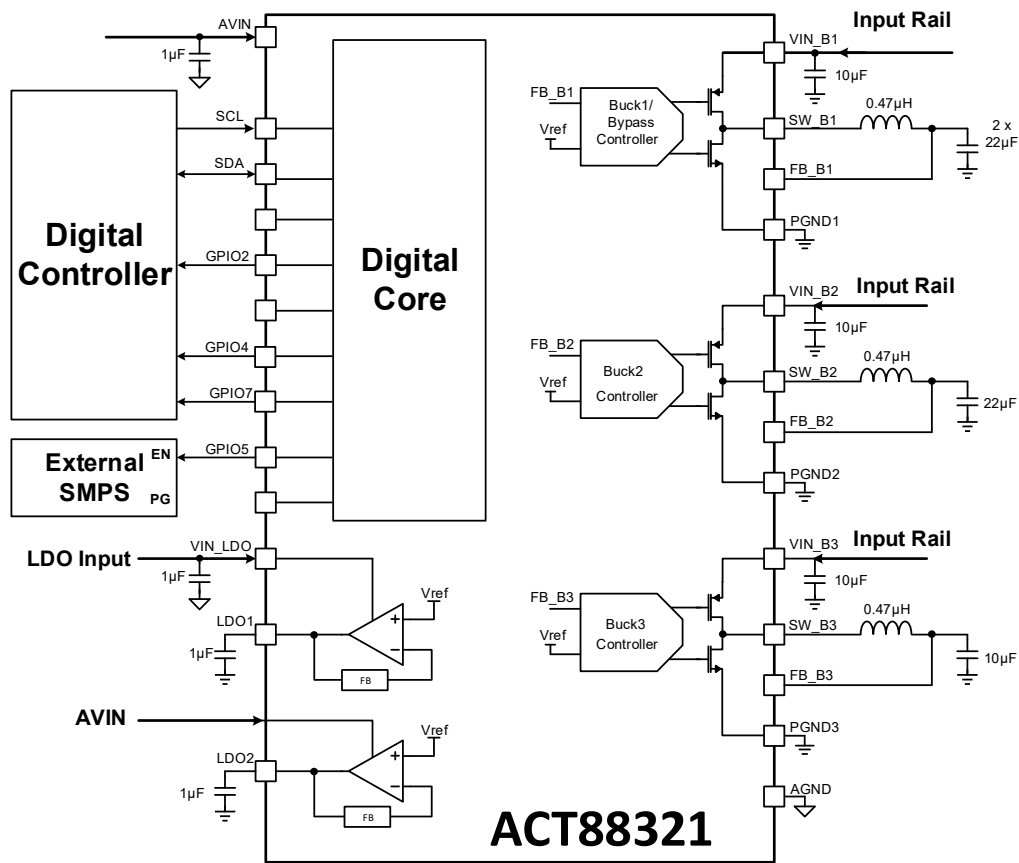 AVIN
1µF
Digital
Controller
SCL
SDA
GPIO2
GPIO4
GPIO7
GPIO5
External
SMPS
EN
PG
Digital
Core
LDO Input
VIN_LDO
1µF
LDO1
1µF
Vref
+
-
FB
AVIN
LDO2
1µF
Vref
+
-
FB
Input Rail
VIN_B1
10µF
FB_B1
Vref
Buck1/
Bypass
Controller
SW_B1
0.47µH
2 x
22µF
FB_B1
PGND1
Input Rail
VIN_B2
10µF
FB_B2
Vref
Buck2
Controller
SW_B2
0.47µH
22µF
FB_B2
PGND2
Input Rail
VIN_B3
10µF
FB_B3
Vref
Buck3
Controller
SW_B3
0.47µH
10µF
FB_B3
PGND3
AGND
ACT88321